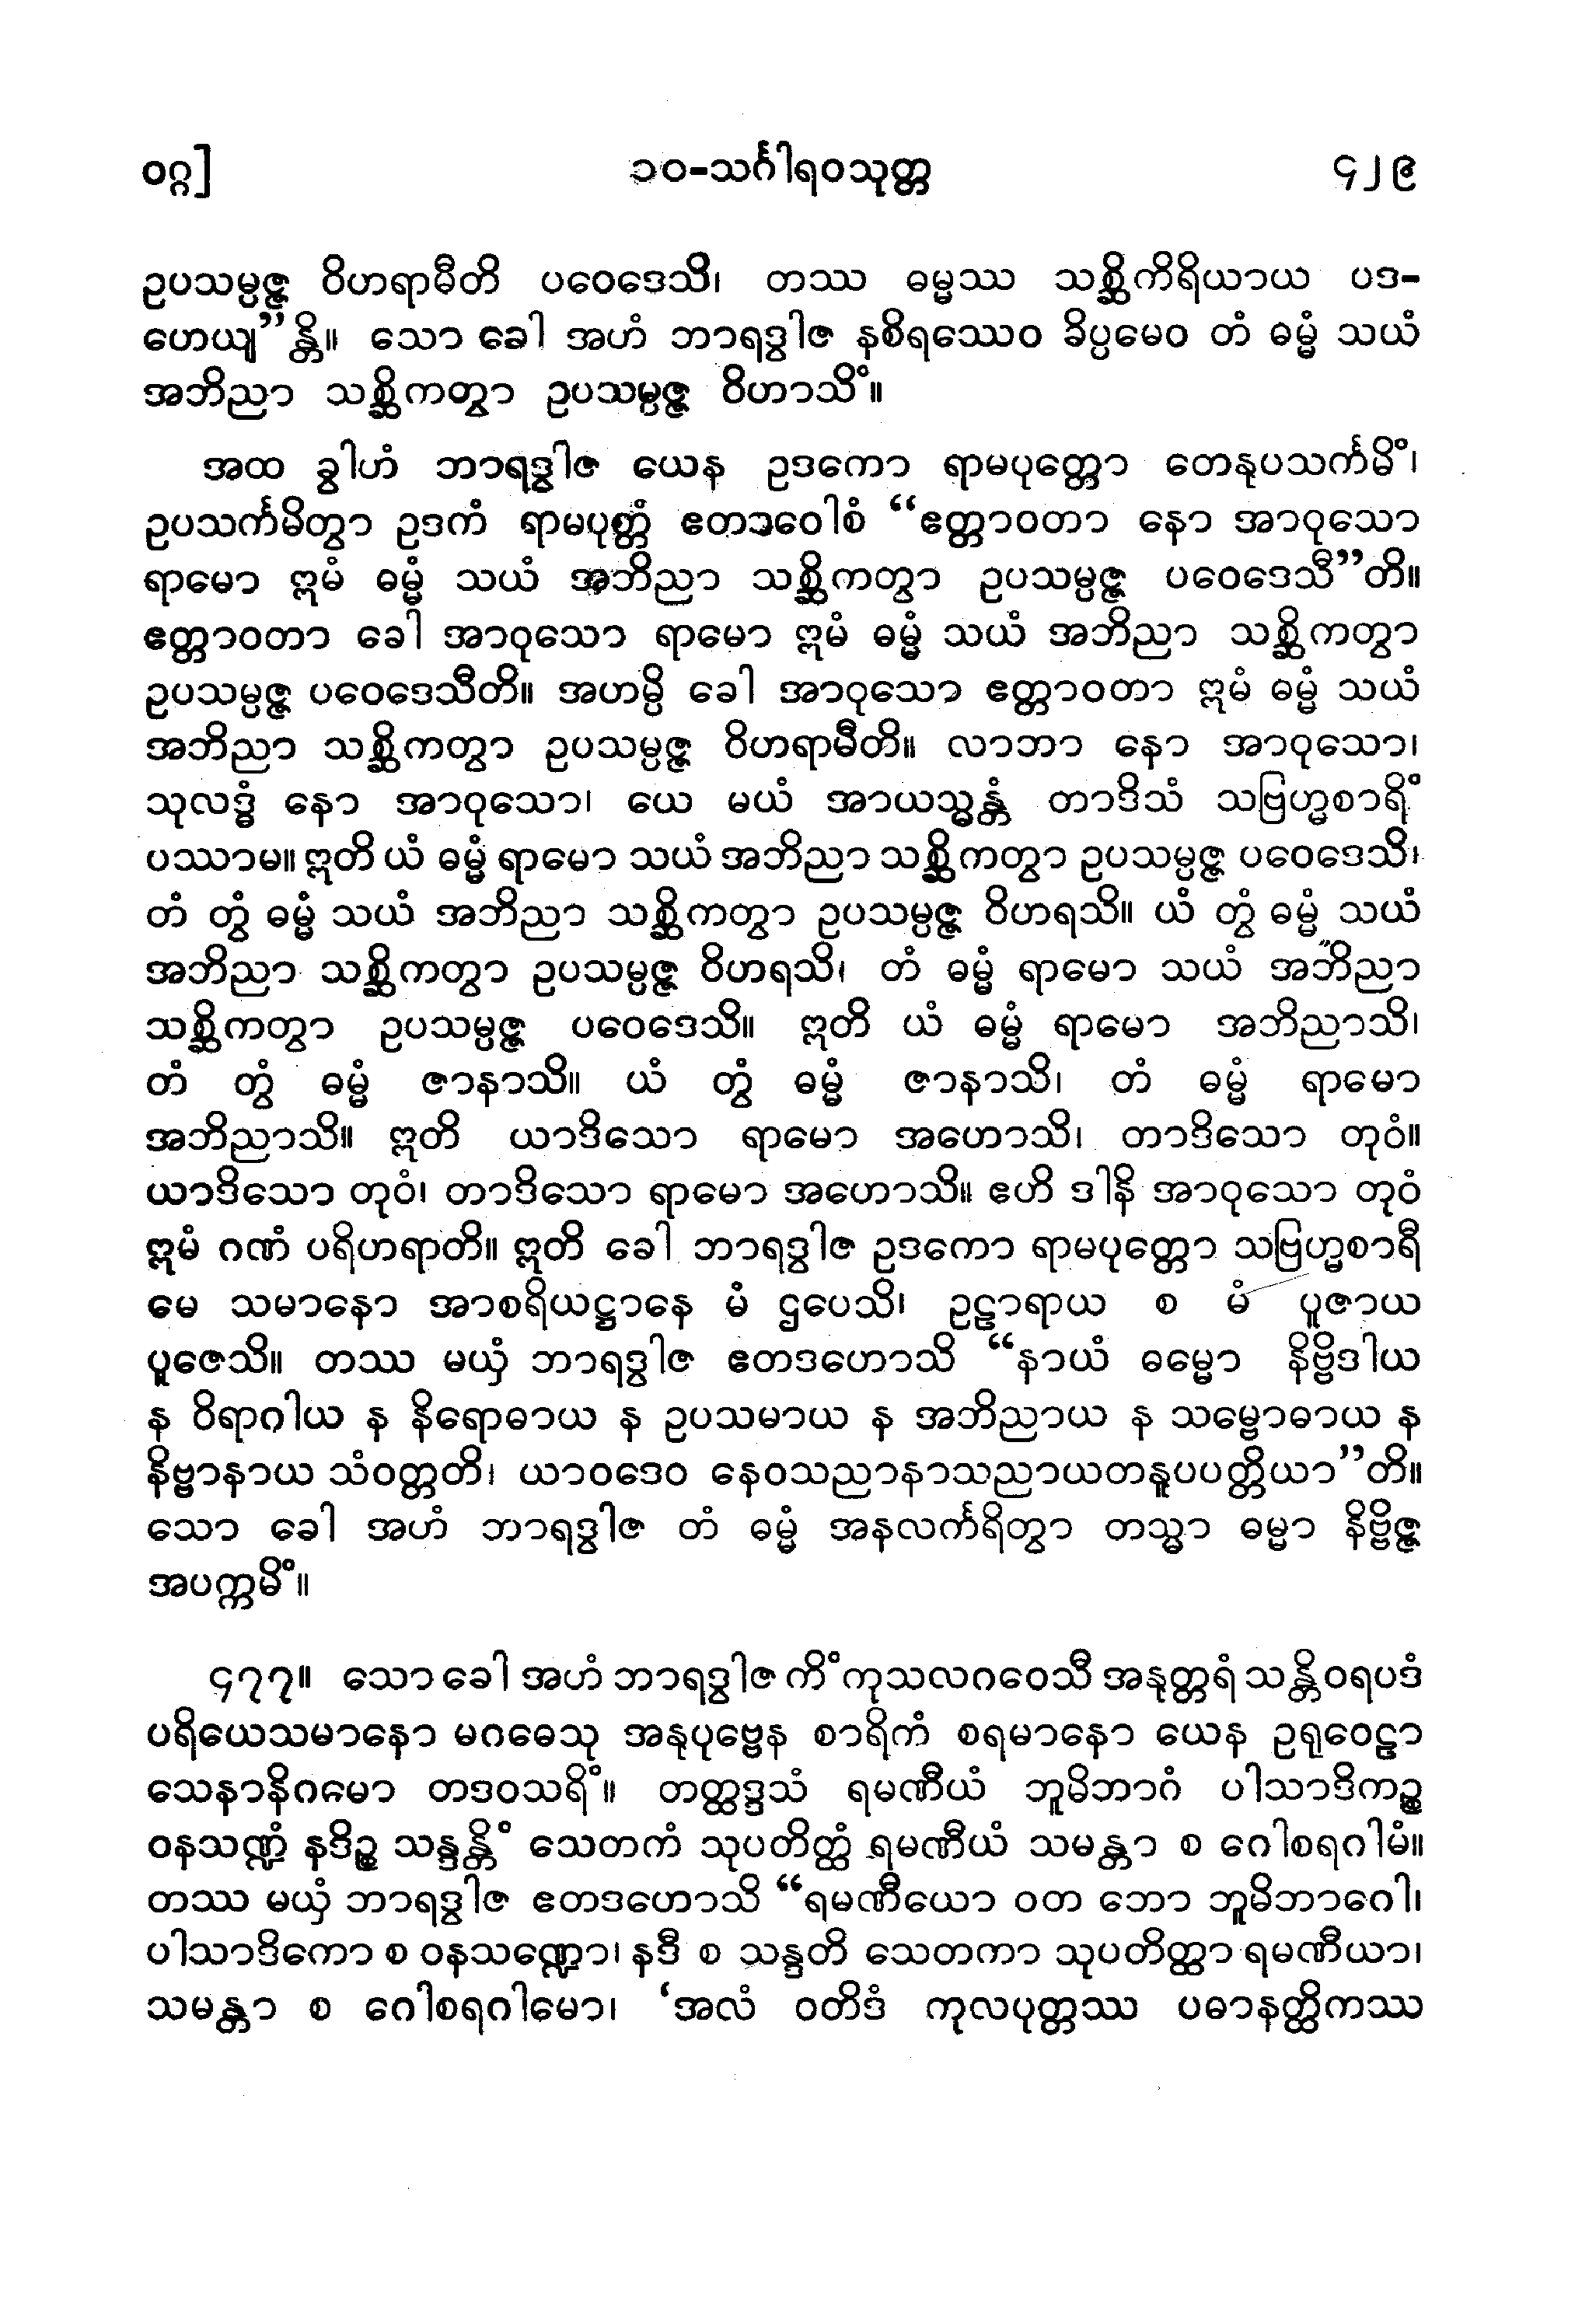 ဝဂ္ဂ]	၁၀-သင်္ဂါရဝသုတ္တ	၄၂၉
ဥပသမ္ပဇ္ဇ ဝိဟရာမီတိ ပဝေဒေသိ၊ တဿ ဓမ္မဿ သစ္ဆိကိရိယာယ ပဒ-
ဟေယျ”န္တိ။ သော ခေါ အဟံ ဘာရဒွါဇ နစိရဿေဝ ခိပ္ပမေဝ တံ ဓမ္မံ သယံ
အဘိညာ သစ္ဆိကတွာ ဥပသမ္ပဇ္ဇ ဝိဟာသိံ။
အထ ခွါဟံ ဘာရဒွါဇ ယေန ဥဒကော ရာမပုတ္တော တေနုပသင်္ကမိံ၊
ဥပသင်္ကမိတွာ ဥဒကံ ရာမပုတ္တံ ဧတဒဝေါစံ “ဧတ္တာဝတာ နော အာဝုသော
ရာမော ဣမံ ဓမ္မံ သယံ အဘိညာ သစ္ဆိကတွာ ဥပသမ္ပဇ္ဇ ပဝေဒေသီ”တိ။
ဧတ္တာဝတာ ခေါ အာဝုသော ရာမော ဣမံ ဓမ္မံ သယံ အဘိညာ သစ္ဆိကတွာ
ဥပသမ္ပဇ္ဇ ပဝေဒေသီတိ။ အဟမ္ပိ ခေါ အာဝုသော ဧတ္တာဝတာ ဣမံ ဓမ္မံ သယံ
အဘိညာ သစ္ဆိကတွာ ဥပသမ္ပဇ္ဇ ဝိဟရာမီတိ။ လာဘာ နော အာဝုသော၊
သုလဒ္ဓံ နော အာဝုသော၊ ယေ မယံ အာယသ္မန္တံ တာဒိသံ သဗြဟ္မစာရိံ
ပဿာမ။ ဣတိ ယံ ဓမ္မံ ရာမော သယံ အဘိညာ သစ္ဆိကတွာ ဥပသမ္ပဇ္ဇ ပဝေဒေသိ၊
တံ တွံ ဓမ္မံ သယံ အဘိညာ သစ္ဆိကတွာ ဥပသမ္ပဇ္ဇ ဝိဟရသိ။ ယံ တွံ ဓမ္မံ သယံ
အဘိညာ သစ္ဆိကတွာ ဥပသမ္ပဇ္ဇ ဝိဟရသိ၊ တံ ဓမ္မံ ရာမော သယံ အဘိညာ
သစ္ဆိကတွာ ဥပသမ္ပဇ္ဇ ပဝေဒေသိ။ ဣတိ ယံ ဓမ္မံ ရာမော အဘိညာသိ၊
တံ တွံ ဓမ္မံ ဇာနာသိ။ ယံ တွံ ဓမ္မံ ဇာနာသိ၊ တံ ဓမ္မံ ရာမော
အဘိညာသိ။ ဣတိ ယာဒိသော ရာမော အဟောသိ၊ တာဒိသော တုဝံ။
ယာဒိသော တုဝံ၊ တာဒိသော ရာမော အဟောသိ။ ဧဟိ ဒါနိ အာဝုသော တုဝံ
ဣမံ ဂဏံ ပရိဟရာတိ။ ဣတိ ခေါ ဘာရဒွါဇ ဥဒကော ရာမပုတ္တော သဗြဟ္မစာရီ
မေ သမာနော အာစရိယဋ္ဌာနေ မံ ဌပေသိ၊ ဥဠာရာယ စ မံ ပူဇာယ
ပူဇေသိ။ တဿ မယှံ ဘာရဒွါဇ ဧတဒဟောသိ “နာယံ ဓမ္မော နိဗ္ဗိဒါယ
န ဝိရာဂါယ န နိရောဓာယ န ဥပသမာယ န အဘိညာယ န သမ္ဗောဓာယ န
နိဗ္ဗာနာယ သံဝတ္တတိ၊ ယာဝဒေဝ နေဝသညာနာသညာယတနူပပတ္တိယာ”တိ။
သော ခေါ အဟံ ဘာရဒွါဇ တံ ဓမ္မံ အနလင်္ကရိတွာ တသ္မာ ဓမ္မာ နိဗ္ဗိဇ္ဇ
အပက္ကမိံ။
၄၇၇။ သော ခေါ အဟံ ဘာရဒွါဇ ကိံ ကုသလဂဝေသီ အနုတ္တရံ သန္တိဝရပဒံ
ပရိယေသမာနော မဂဓေသု အနုပုဗ္ဗေန စာရိကံ စရမာနော ယေန ဥရုဝေဠာ
သေနာနိဂမော တဒဝသရိံ။ တတ္ထဒ္ဒသံ ရမဏီယံ ဘူမိဘာဂံ ပါသာဒိကဉ္စ
ဝနသဏ္ဍံ နဒိဉ္စ သန္ဒန္တိံ သေတကံ သုပတိတ္ထံ ရမဏီယံ သမန္တာ စ ဂေါစရဂါမံ။
တဿ မယှံ ဘာရဒွါဇ ဧတဒဟောသိ “ရမဏီယော ဝတ ဘော ဘူမိဘာဂေါ၊
ပါသာဒိကော စ ဝနသဏ္ဍော၊ နဒီ စ သန္ဒတိ သေတကာ သုပတိတ္ထာ ရမဏီယာ၊
သမန္တာ စ ဂေါစရဂါမော၊ ‘အလံ ဝတိဒံ ကုလပုတ္တဿ ပဓာနတ္ထိကဿ